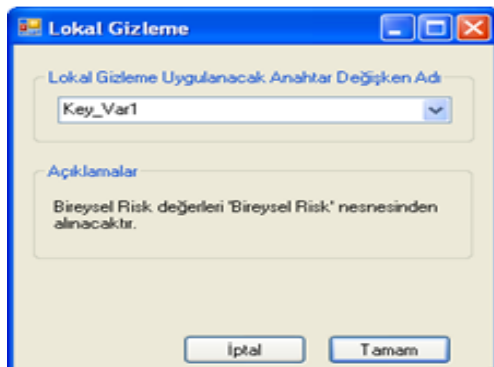 Lokal Gizleme
Lokal Gizleme Uygulanacak Anahtar Değişken Adı
Key_Var1
Açıklamalar
Bireysel Risk değerleri 'Bireysel Risk' nesnesinden
alınacaktır.
İptal
Tamam